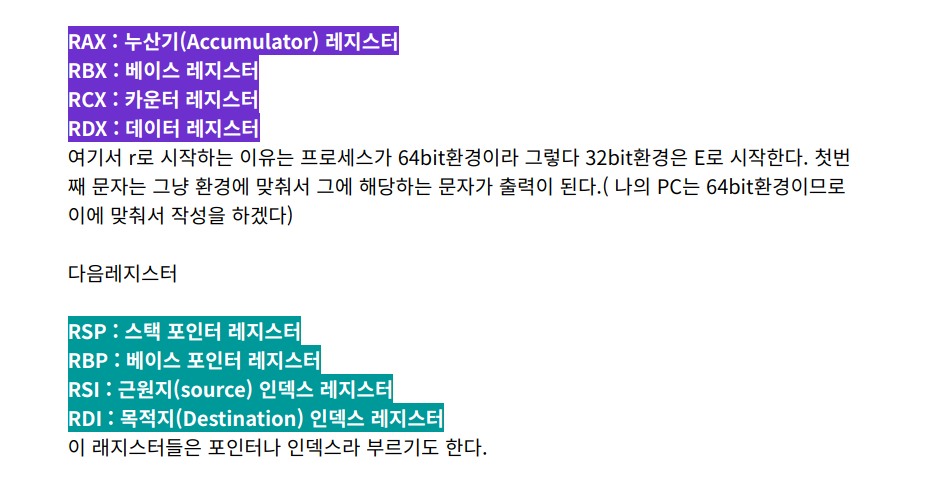 RAX : 누산기(Accumulator) 레지스터
RBX : 베이스 레지스터
RCX : 카운터 레지스터
RDX : 데이터 레지스터
여기서 r로 시작하는 이유는 프로세스가 64bit환경이라 그렇다 32bit환경은 E로 시작한다. 첫번
째 문자는 그냥 환경에 맞춰서 그에 해당하는 문자가 출력이 된다.( 나의 PC는 64bit환경이므로
이에 맞춰서 작성을 하겠다)
다음레지스터
RSP : 스택 포인터 레지스터
RBP : 베이스 포인터 레지스터
RSI : 근원지(source) 인덱스 레지스터
RDI : 목적지(Destination) 인덱스 레지스터
이 래지스터들은 포인터나 인덱스라 부르기도 한다.